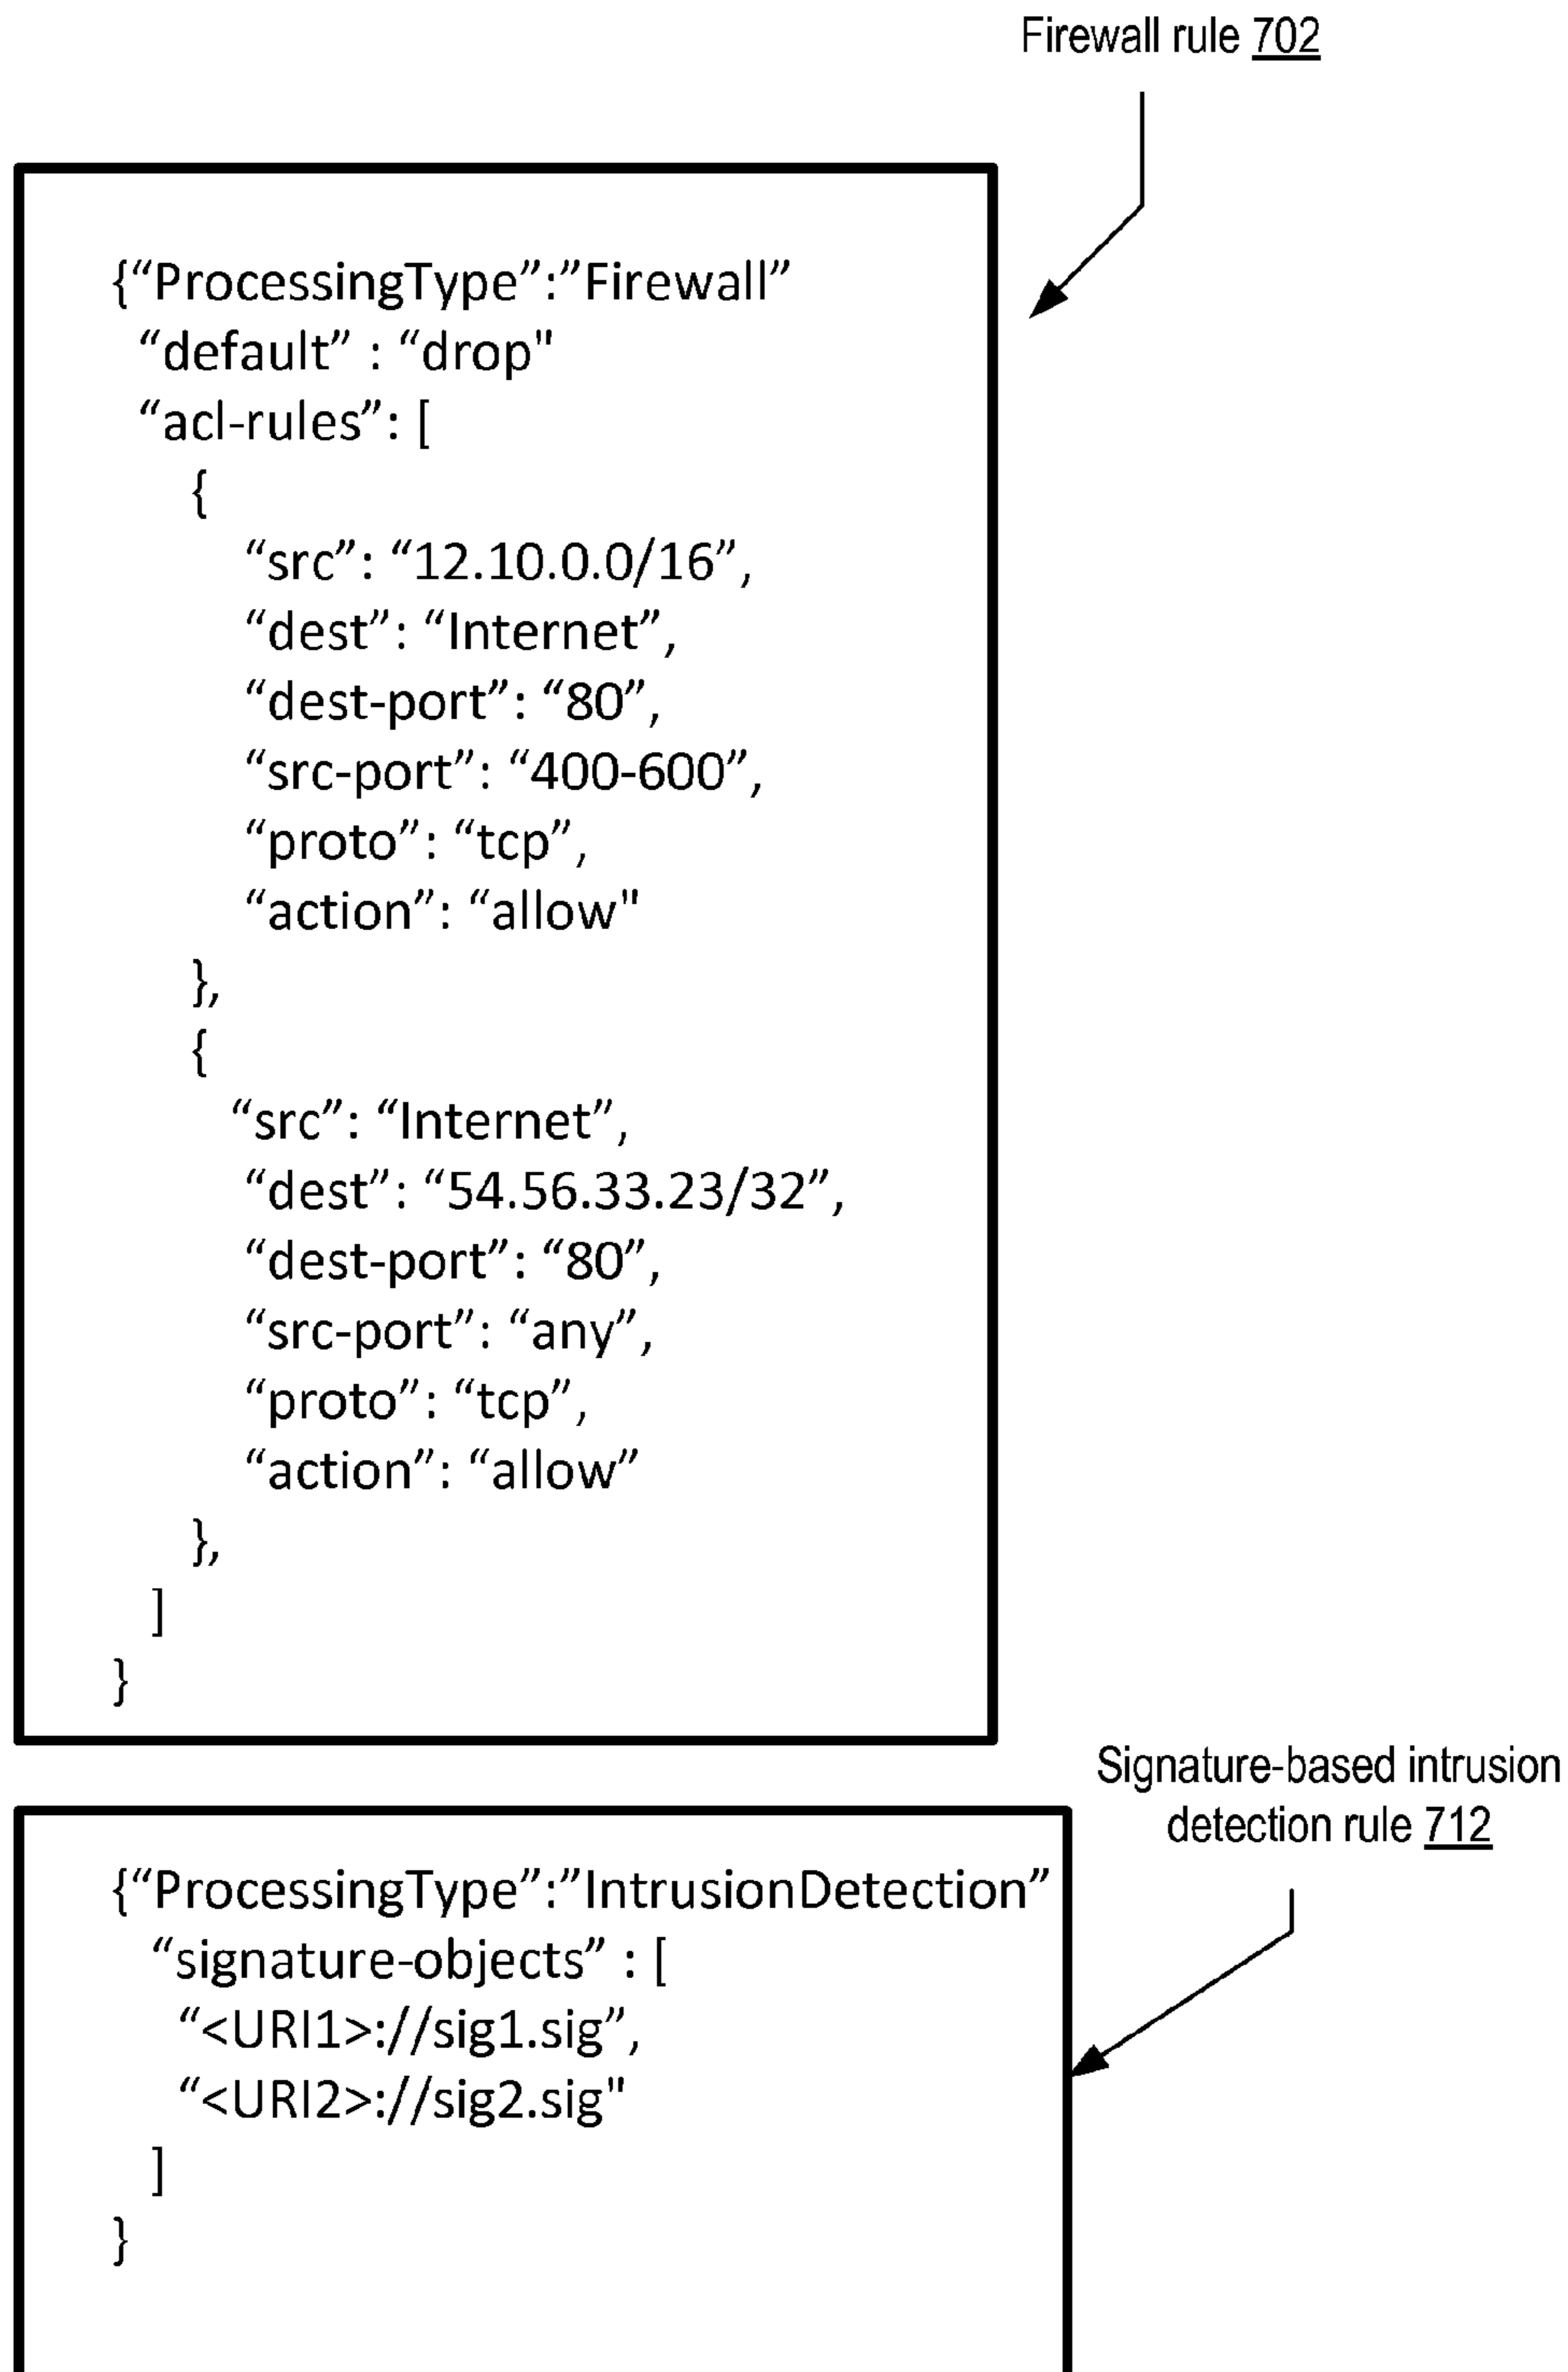 Firewall rule 702
{“ProcessingType”:”Firewall”
“default” : “drop"
“acl-rules”: [
{
“src”: “12.10.0.0/16”,
“dest”: “Internet”,
“dest-port”: “80”,
“src-port”: “400-600”,
“proto”: “tcp”,
“action”: “allow"
},
{
“src”: “Internet”,
“dest”: “54.56.33.23/32”,
“dest-port”: “80”,
“src-port”: “any”,
“proto”: “tcp”,
“action”: “allow”
},
]
}
Signature-based intrusion
detection rule 712
{“ProcessingType”:”IntrusionDetection”
“signature-objects” : [
“<URI1>://sig1.sig”,
“<URI2>://sig2.sig"
]
}